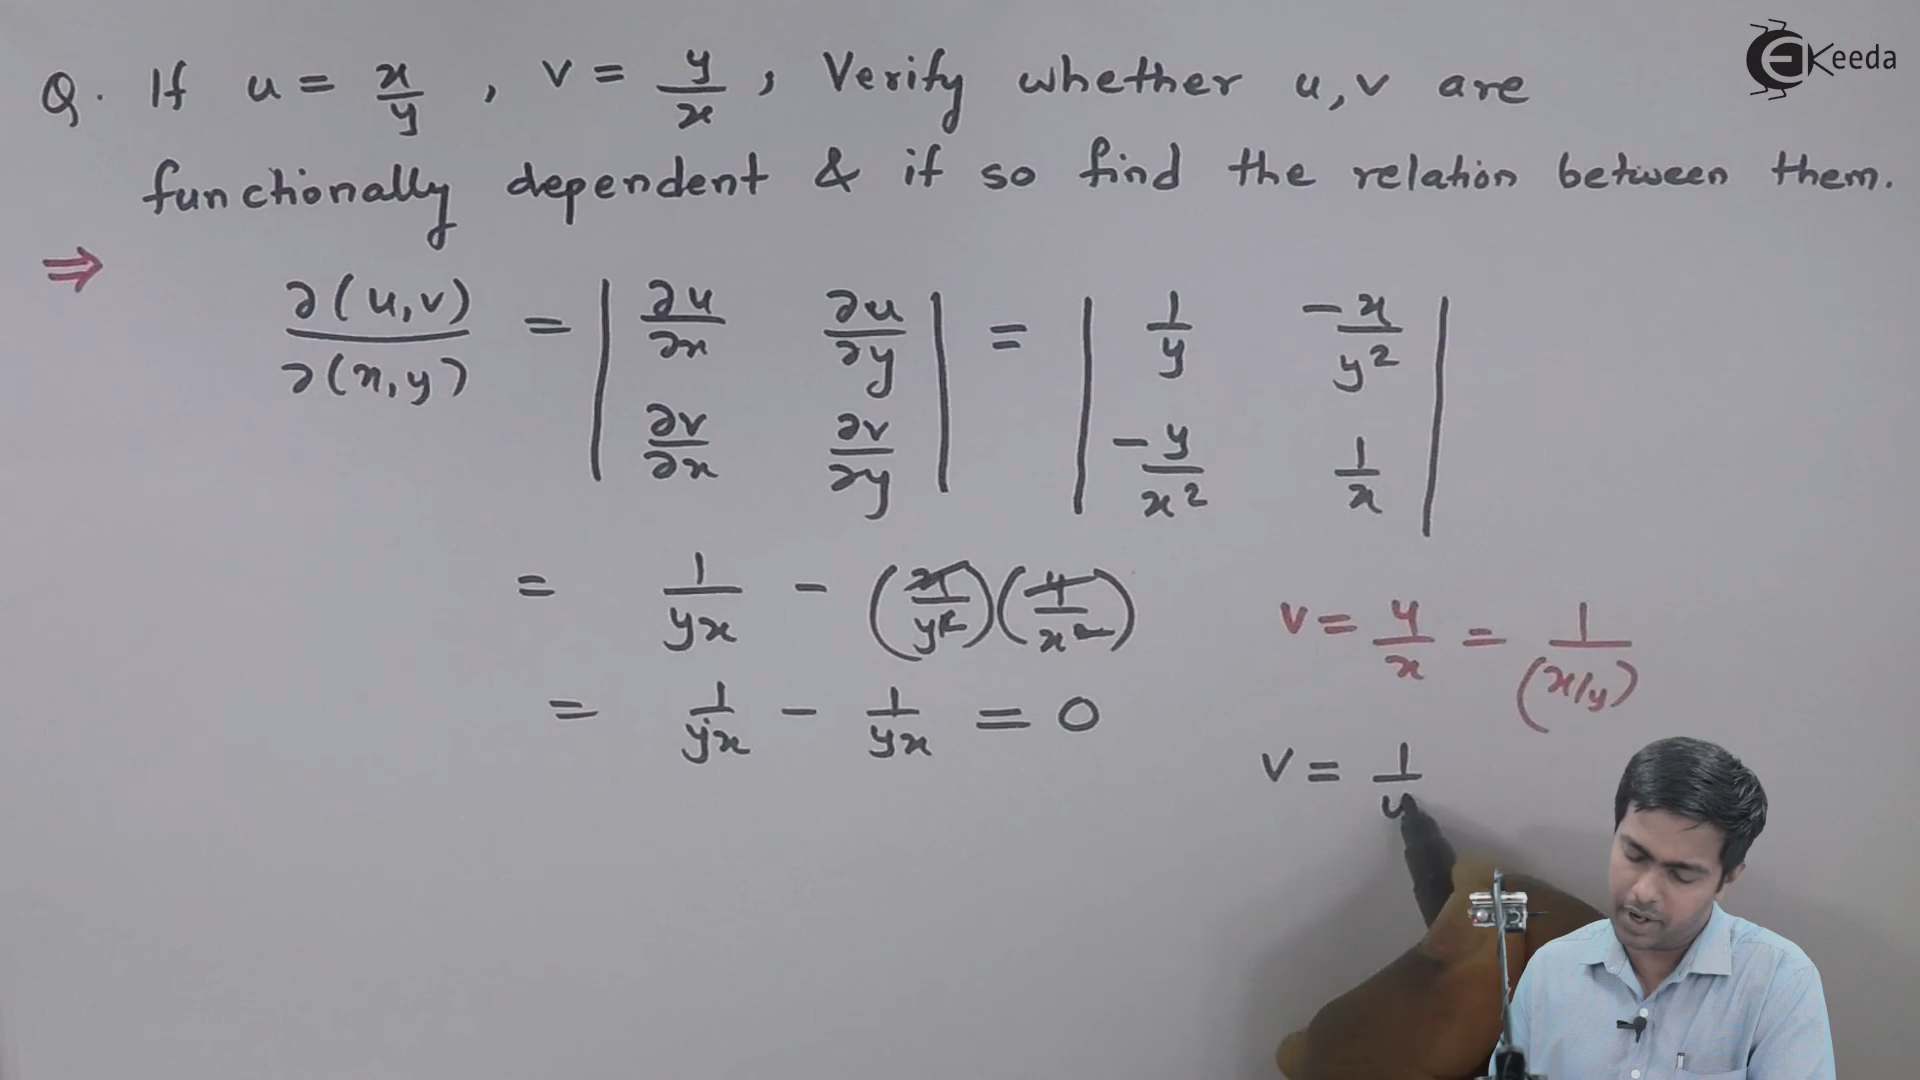 EKeeda
Q. If u = x/y , v = y/x , Verify whether u,v are
functionally dependent & if so find the relation between them.
⇒ ∂(u,v)/∂(x,y) = | ∂u/∂x ∂u/∂y ; ∂v/∂x ∂v/∂y | = | 1/y -x/y² ; -y/x² 1/x |
= 1/yx - (x/y²)(y/x²)
= 1/yx - 1/yx = 0
v = y/x = 1/(x/y)
v = 1/u